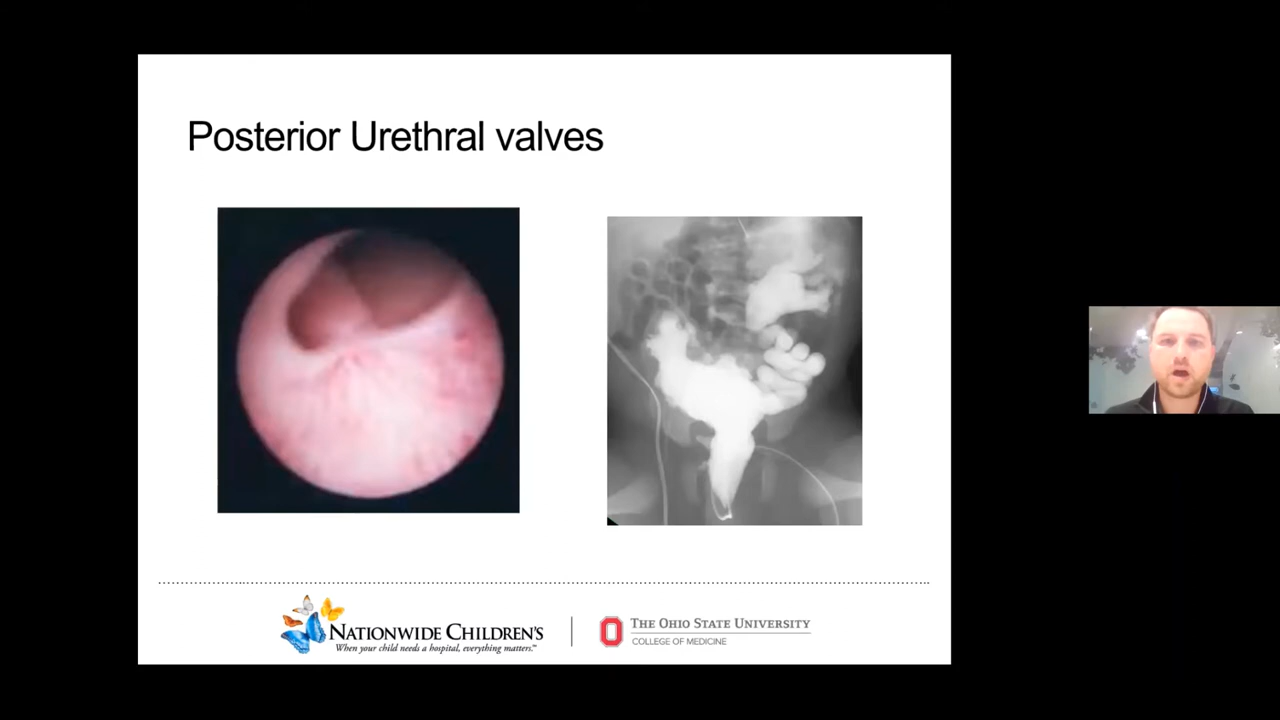 Posterior Urethral valves
NATIONWIDE CHILDREN'S
When your child needs a hospital, everything matters.™
THE OHIO STATE UNIVERSITY
COLLEGE OF MEDICINE